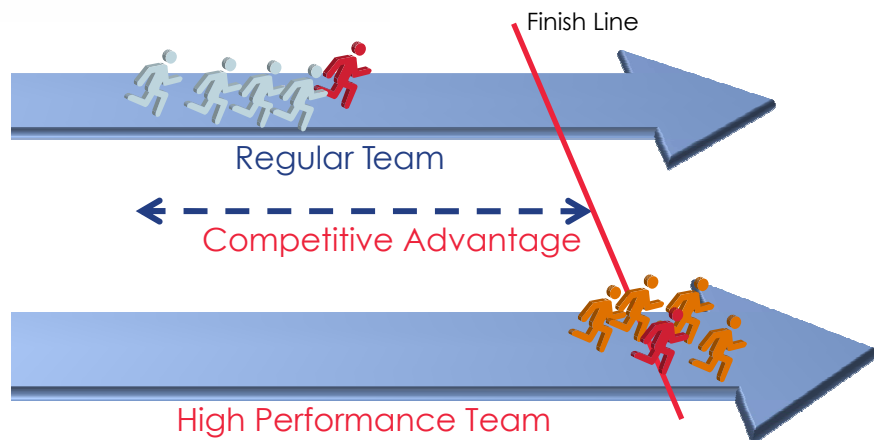 Finish Line
Regular Team
Competitive Advantage
High Performance Team